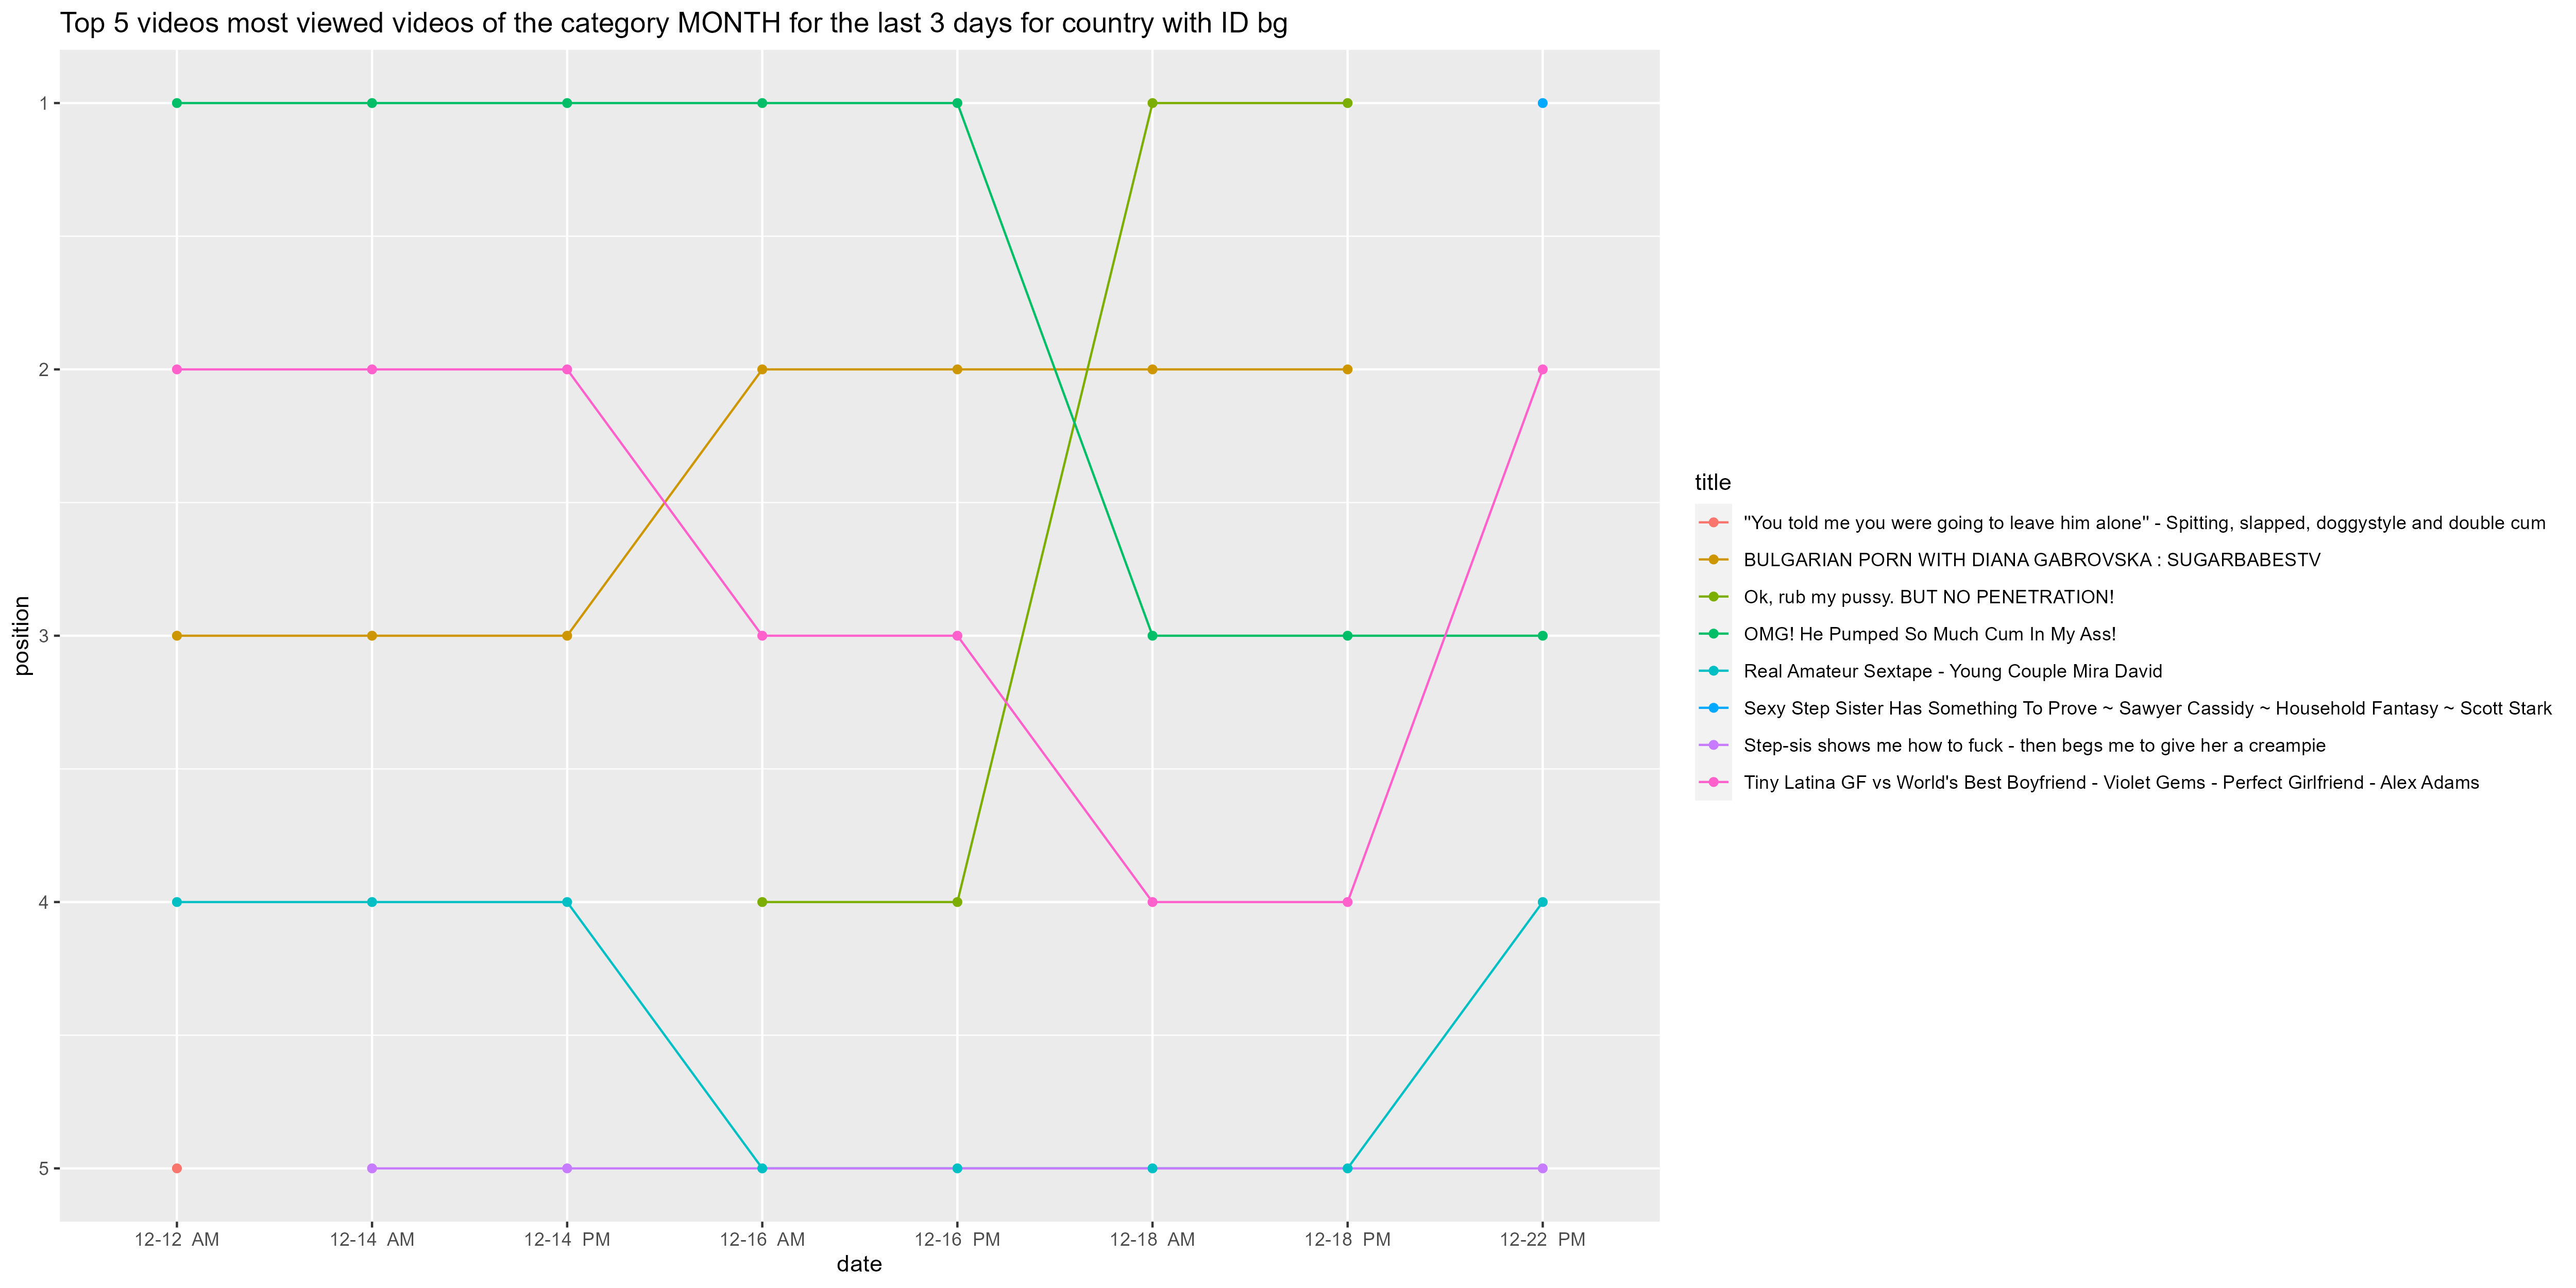 Top 5 videos most viewed videos of the category MONTH for the last 3 days for country with ID bg
1
2
3
4
5
position
12-12 AM
12-14 AM
12-14 PM
12-16 AM
12-16 PM
12-18 AM
12-18 PM
12-22 PM
date
title
"You told me you were going to leave him alone" - Spitting, slapped, doggystyle and double cum
BULGARIAN PORN WITH DIANA GABROVSKA : SUGARBABESTV
Ok, rub my pussy. BUT NO PENETRATION!
OMG! He Pumped So Much Cum In My Ass!
Real Amateur Sextape - Young Couple Mira David
Sexy Step Sister Has Something To Prove ~ Sawyer Cassidy ~ Household Fantasy ~ Scott Stark
Step-sis shows me how to fuck - then begs me to give her a creampie
Tiny Latina GF vs World's Best Boyfriend - Violet Gems - Perfect Girlfriend - Alex Adams